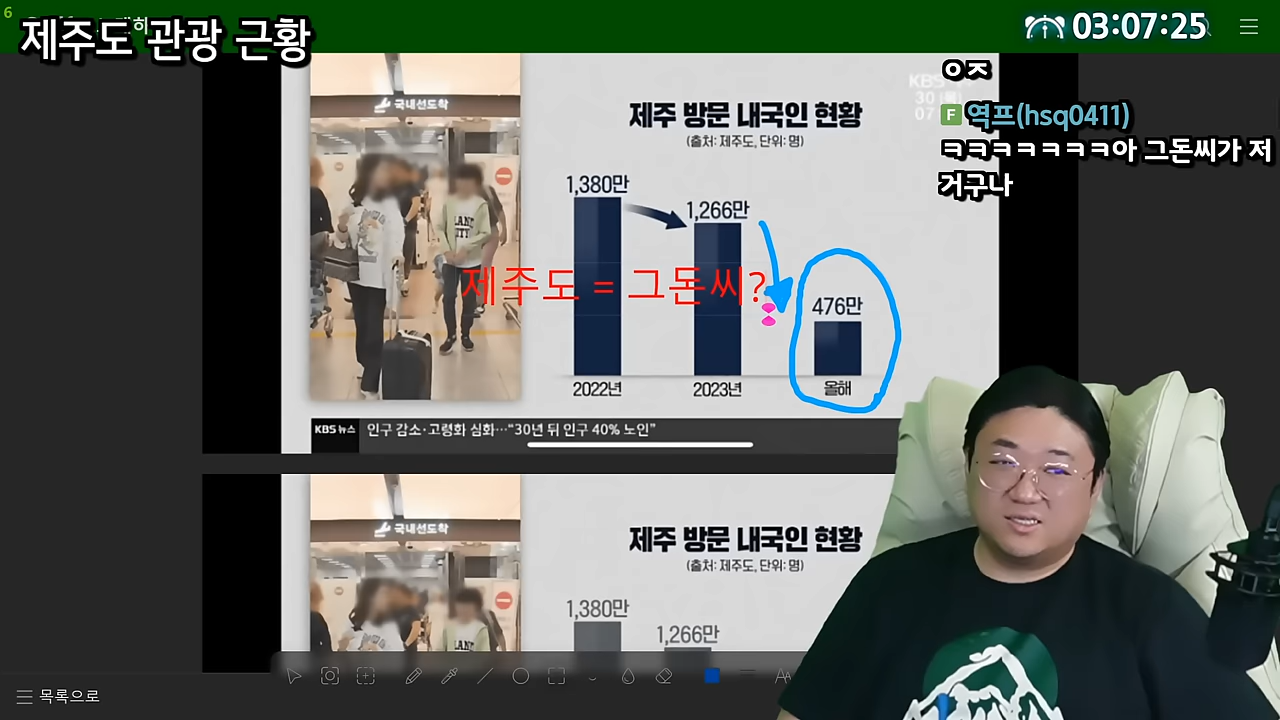 6
제주도 관광 근황
03:07:25
ㅇㅈ
F 역프(hsq0411)
ㅋㅋㅋㅋㅋㅋㅋ아 그돈씨가 저
거구나
KBS
30
07
국내선도착
제주 방문 내국인 현황
(출처: 제주도, 단위: 명)
1,380만
1,266만
476만
제주도 = 그돈씨?
2022년
2023년
올해
KBS 뉴스
인구 감소·고령화 심화…“30년 뒤 인구 40% 노인”
국내선도착
제주 방문 내국인 현황
(출처: 제주도, 단위: 명)
1,380만
1,266만
목록으로